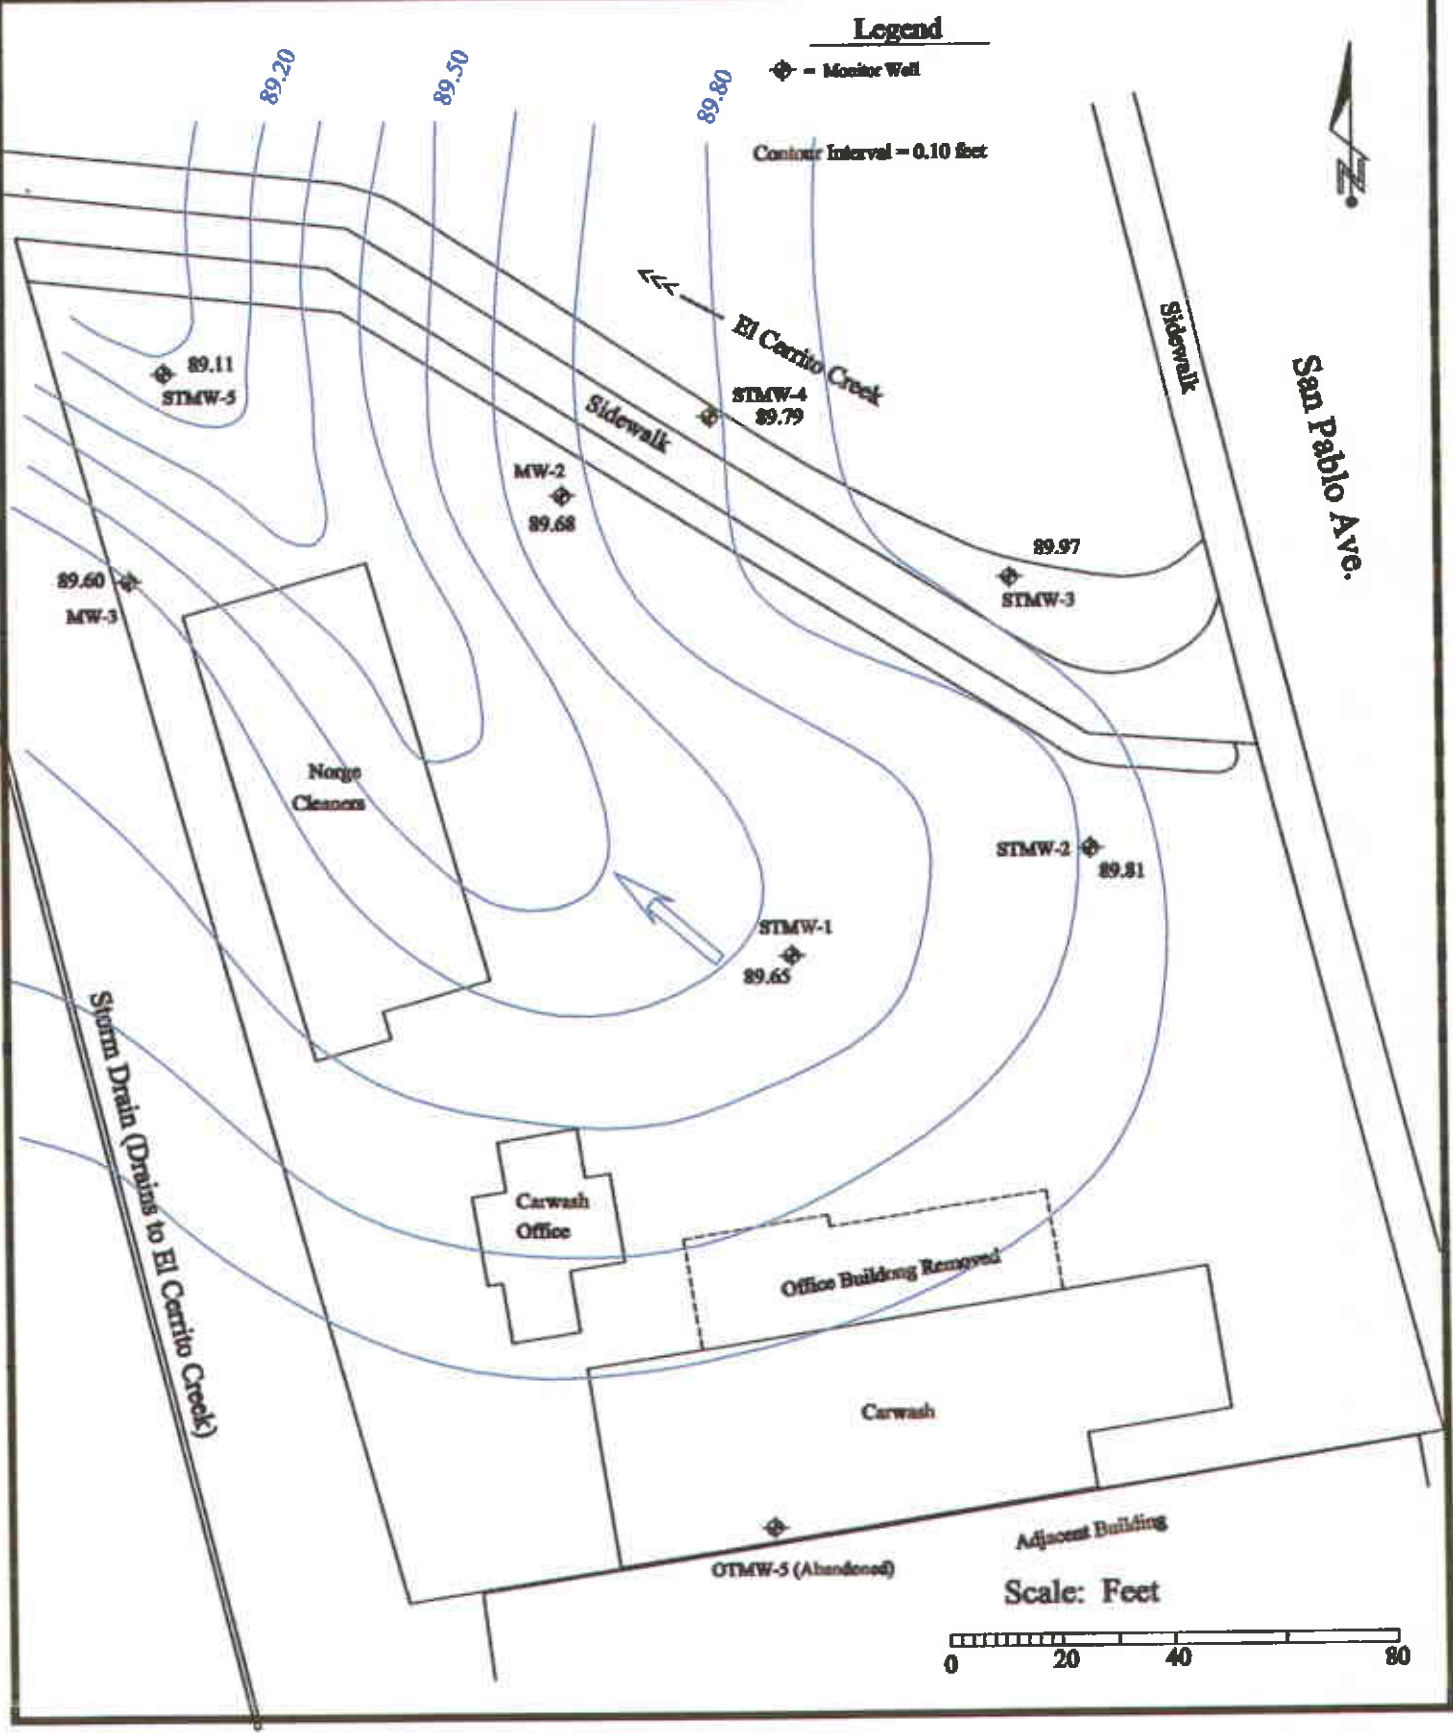 Legend
= Monitor Well
Contour Interval = 0.10 feet
89.20
89.50
89.80
N
El Cerrito Creek
Sidewalk
San Pablo Ave.
89.11
STMW-5
STMW-4
89.79
Sidewalk
MW-2
89.68
89.97
STMW-3
89.60
MW-3
Norge
Cleaners
STMW-2
89.81
STMW-1
89.65
Storm Drain (Drains to El Cerrito Creek)
Carwash
Office
Office Buildong Removed
Carwash
OTMW-5 (Abandoned)
Adjacent Building
Scale: Feet
0 20 40 80